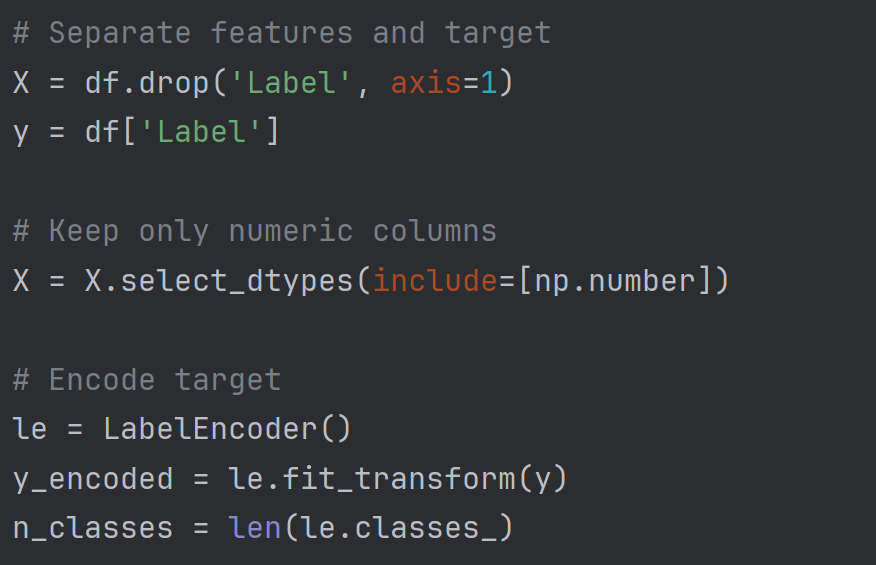 # Separate features and target
X = df.drop('Label', axis=1)
y = df['Label']
# Keep only numeric columns
X = X.select_dtypes(include=[np.number])
# Encode target
le = LabelEncoder()
y_encoded = le.fit_transform(y)
n_classes = len(le.classes_)